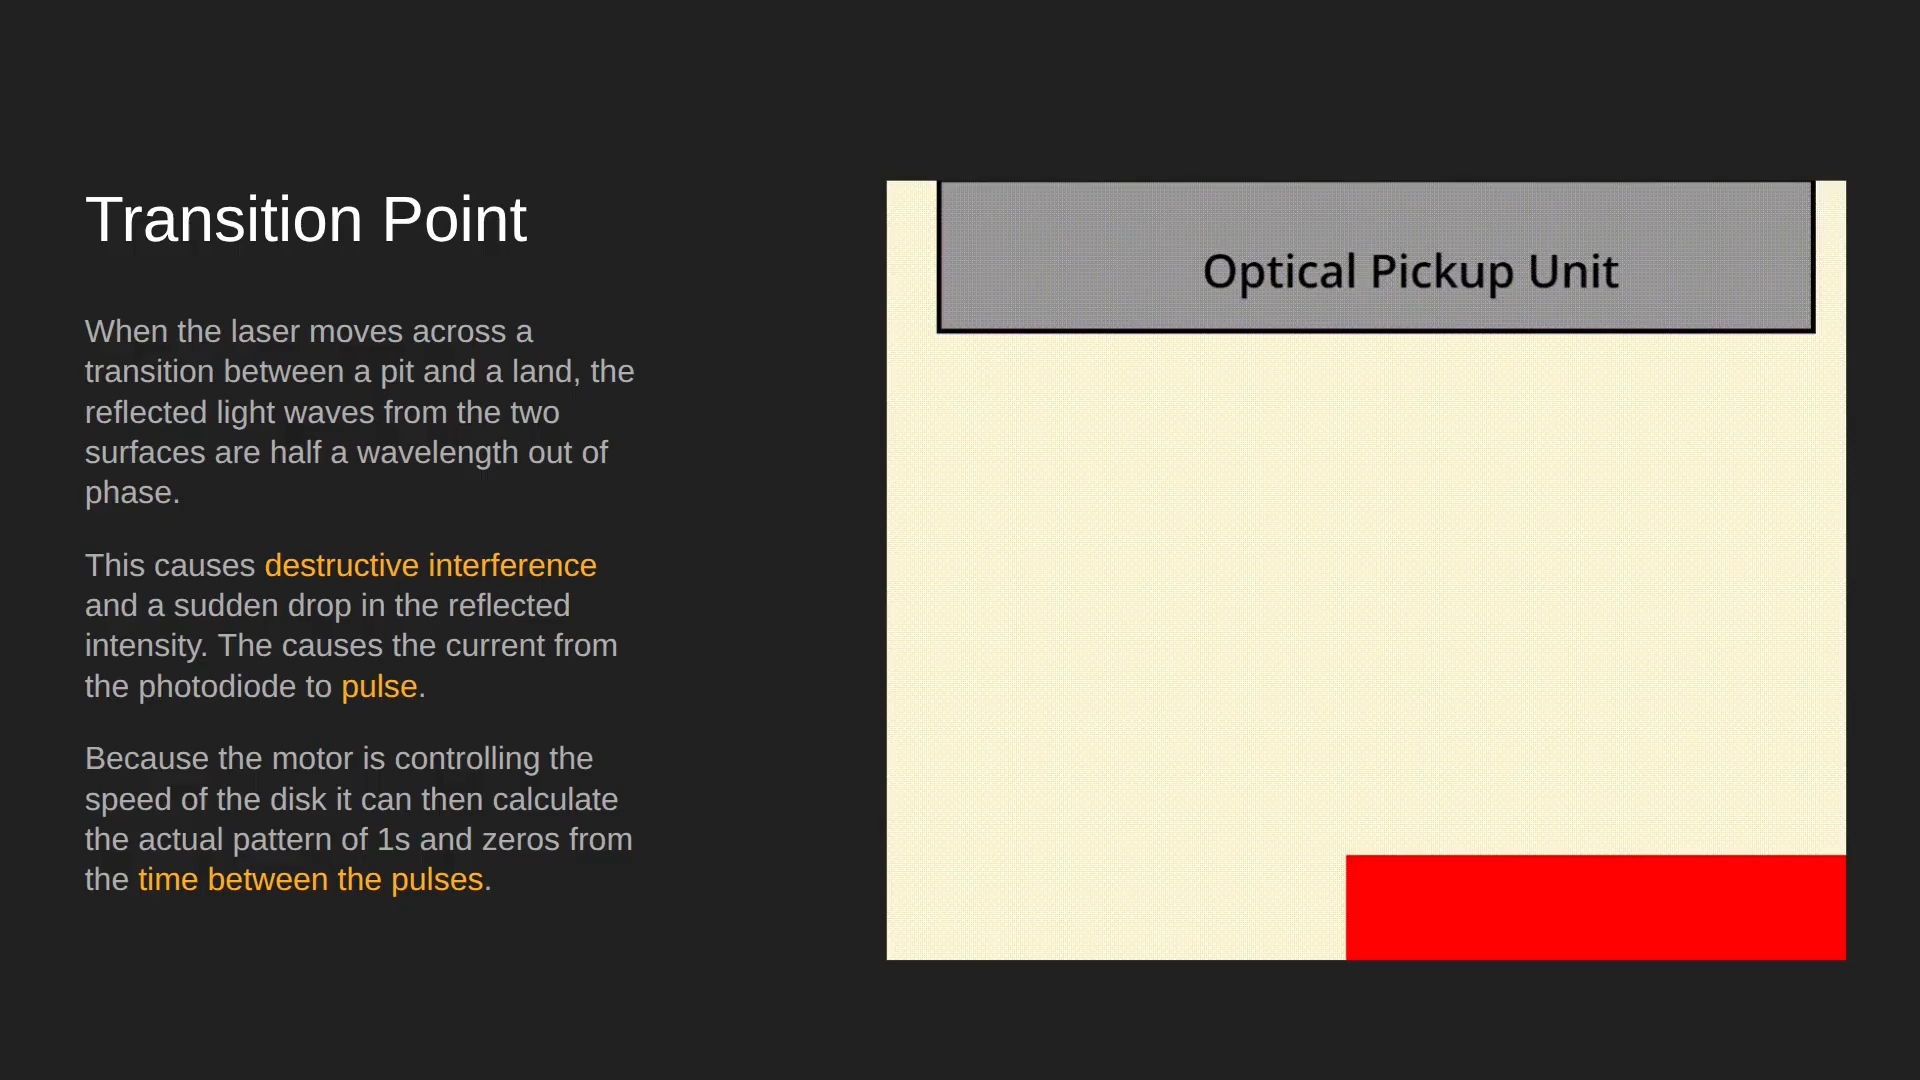 Transition Point
When the laser moves across a
transition between a pit and a land, the
reflected light waves from the two
surfaces are half a wavelength out of
phase.
This causes destructive interference
and a sudden drop in the reflected
intensity. The causes the current from
the photodiode to pulse.
Because the motor is controlling the
speed of the disk it can then calculate
the actual pattern of 1s and zeros from
the time between the pulses.
Optical Pickup Unit